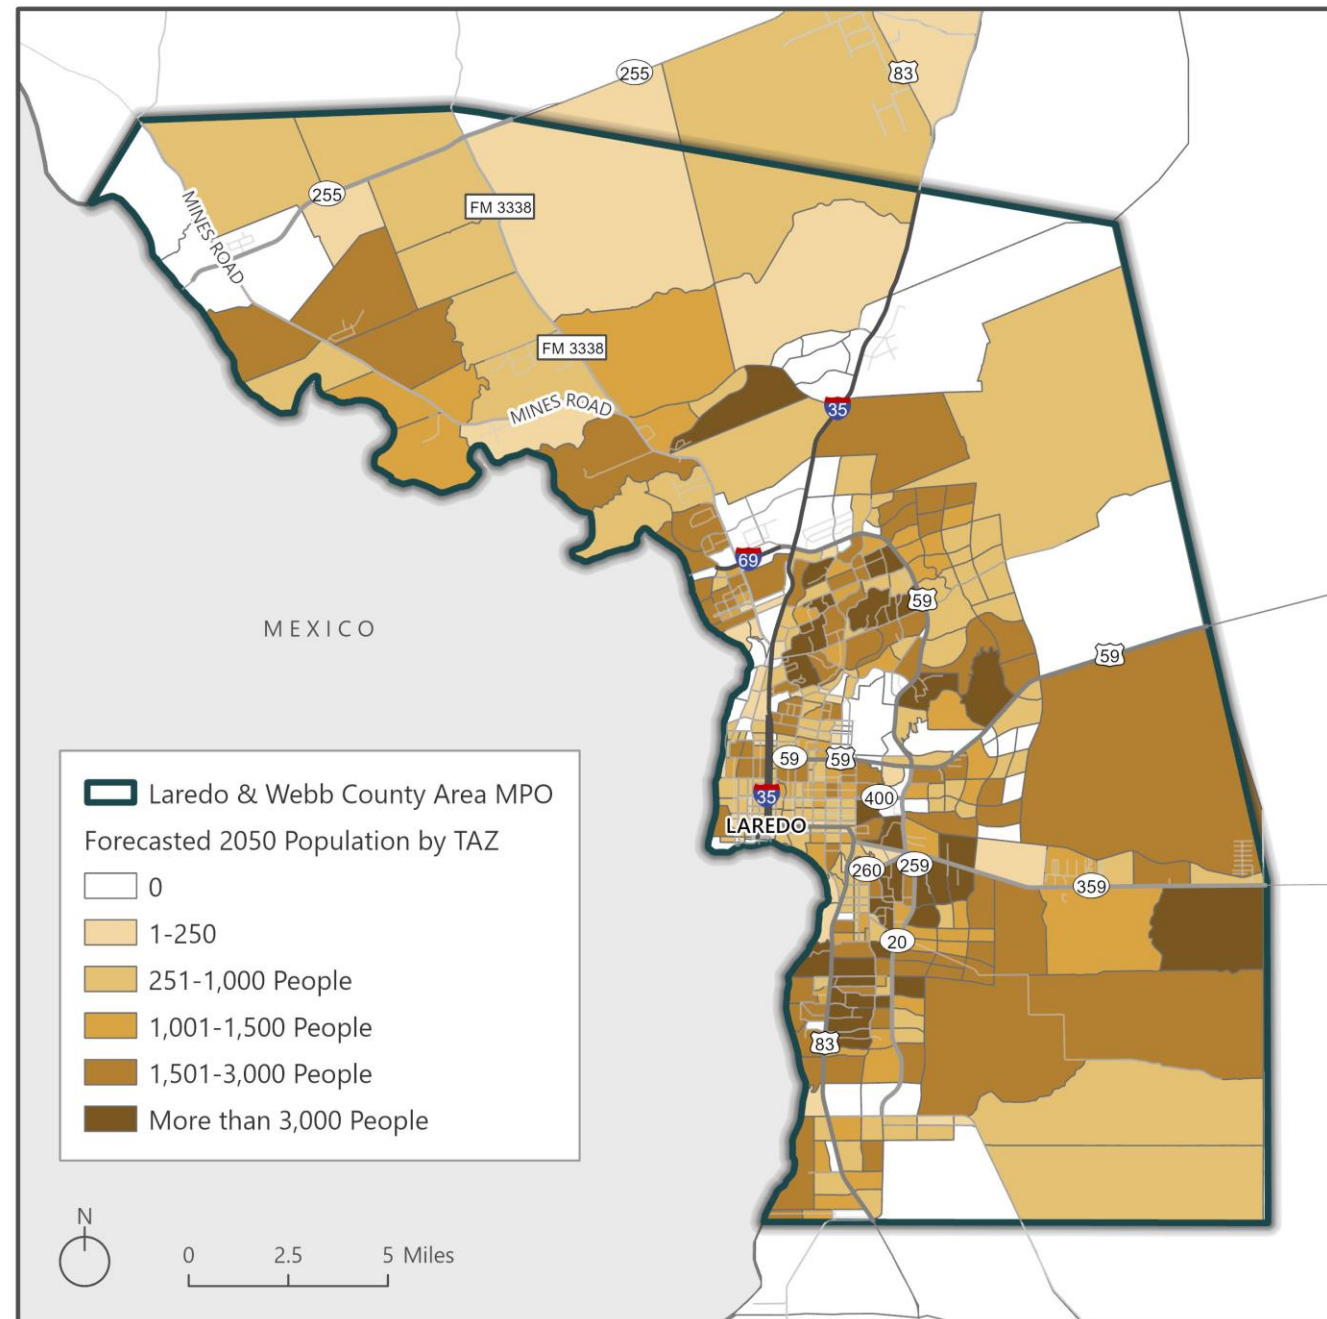 255
83
255
MINES ROAD
FM 3338
FM 3338
35
MINES ROAD
69
59
MEXICO
59
59
59
35
400
LAREDO
260
259
359
20
83
Laredo & Webb County Area MPO
Forecasted 2050 Population by TAZ
0
1-250
251-1,000 People
1,001-1,500 People
1,501-3,000 People
More than 3,000 People
N
0 2.5 5 Miles